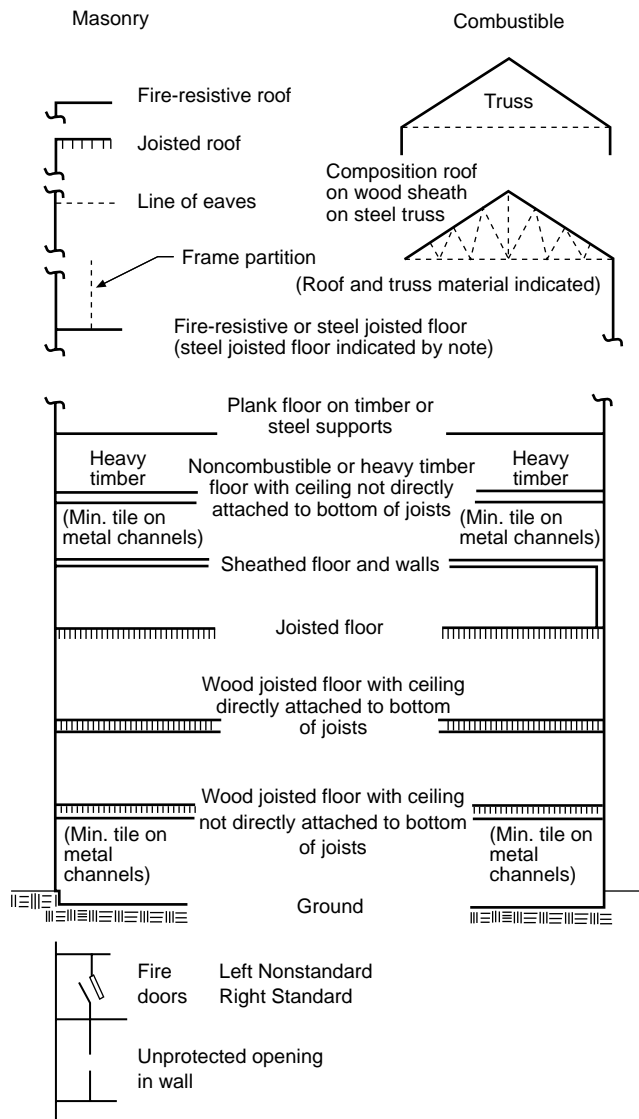 Masonry
Combustible
Fire-resistive roof
Truss
Joisted roof
Composition roof
on wood sheath
on steel truss
Line of eaves
Frame partition
(Roof and truss material indicated)
Fire-resistive or steel joisted floor
(steel joisted floor indicated by note)
Plank floor on timber or
steel supports
Heavy
timber
Noncombustible or heavy timber
floor with ceiling not directly
attached to bottom of joists
Heavy
timber
(Min. tile on
metal channels)
(Min. tile on
metal channels)
Sheathed floor and walls
Joisted floor
Wood joisted floor with ceiling
directly attached to bottom
of joists
Wood joisted floor with ceiling
not directly attached to bottom
of joists
(Min. tile on
metal
channels)
(Min. tile on
metal
channels)
Ground
Fire
doors
Left Nonstandard
Right Standard
Unprotected opening
in wall